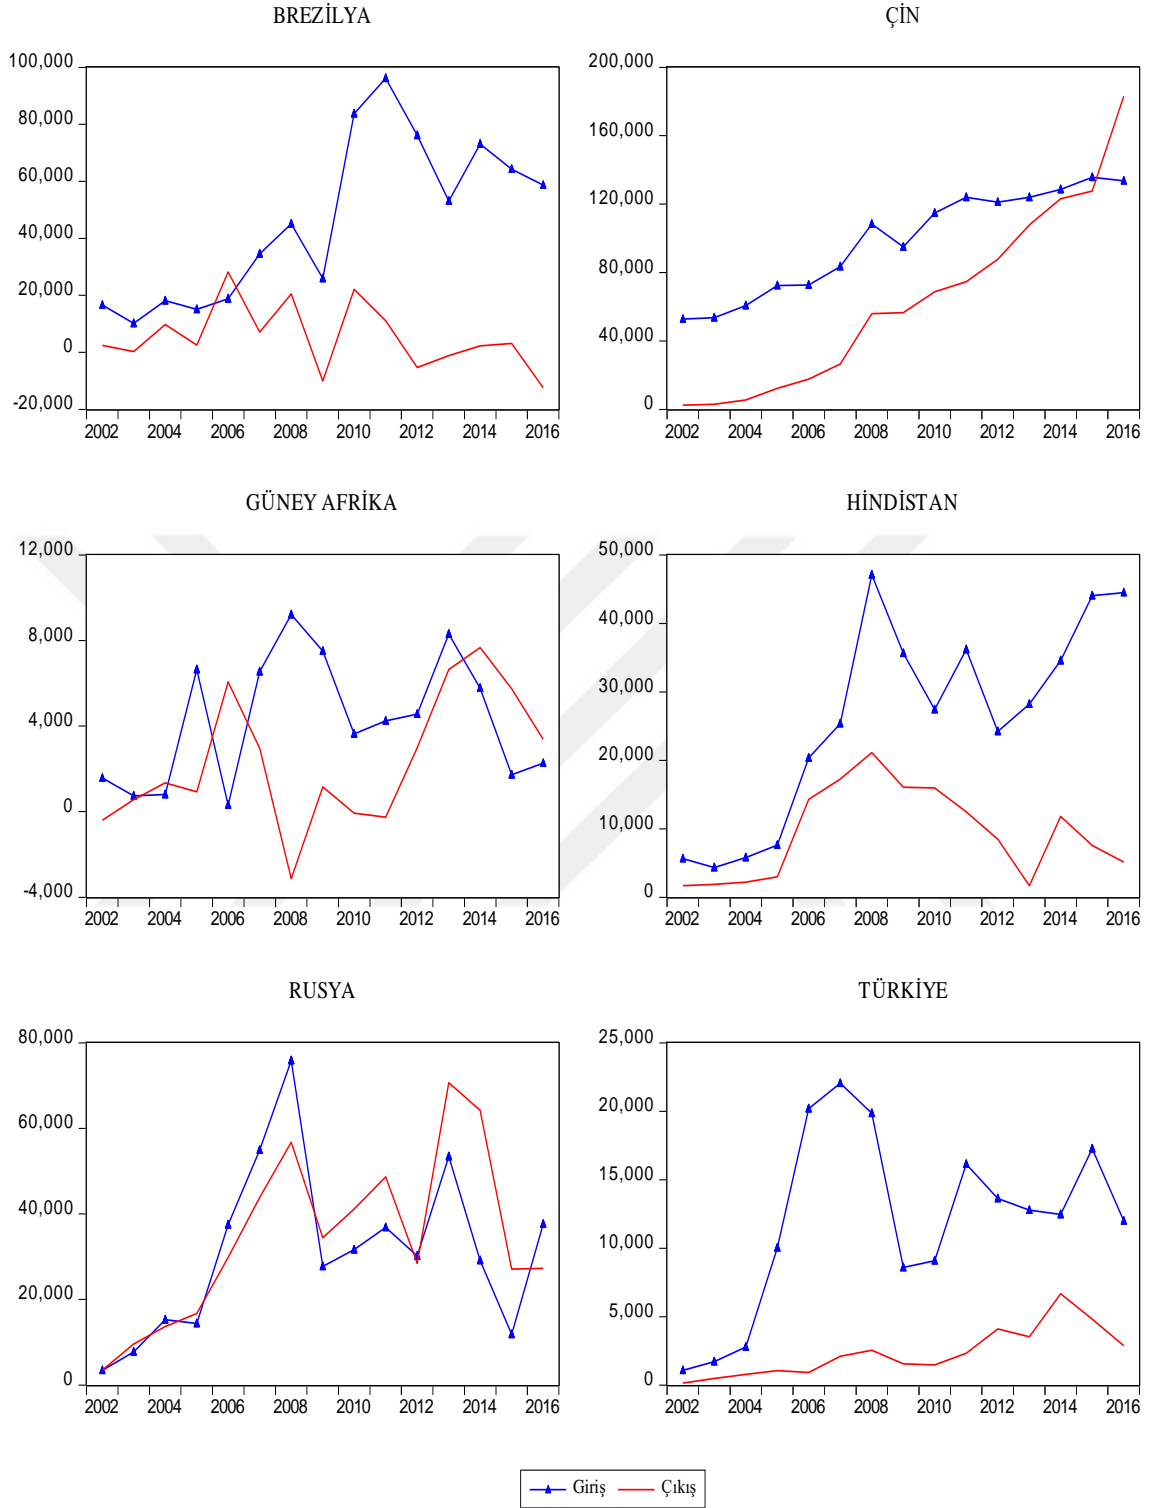 BREZİLYA
100,000
80,000
60,000
40,000
20,000
0
-20,000
2002 2004 2006 2008 2010 2012 2014 2016
ÇİN
200,000
160,000
120,000
80,000
40,000
0
2002 2004 2006 2008 2010 2012 2014 2016
GÜNEY AFRİKA
12,000
8,000
4,000
0
-4,000
2002 2004 2006 2008 2010 2012 2014 2016
HİNDİSTAN
50,000
40,000
30,000
20,000
10,000
0
2002 2004 2006 2008 2010 2012 2014 2016
RUSYA
80,000
60,000
40,000
20,000
0
2002 2004 2006 2008 2010 2012 2014 2016
TÜRKİYE
25,000
20,000
15,000
10,000
5,000
0
2002 2004 2006 2008 2010 2012 2014 2016
Giriş Çıkış